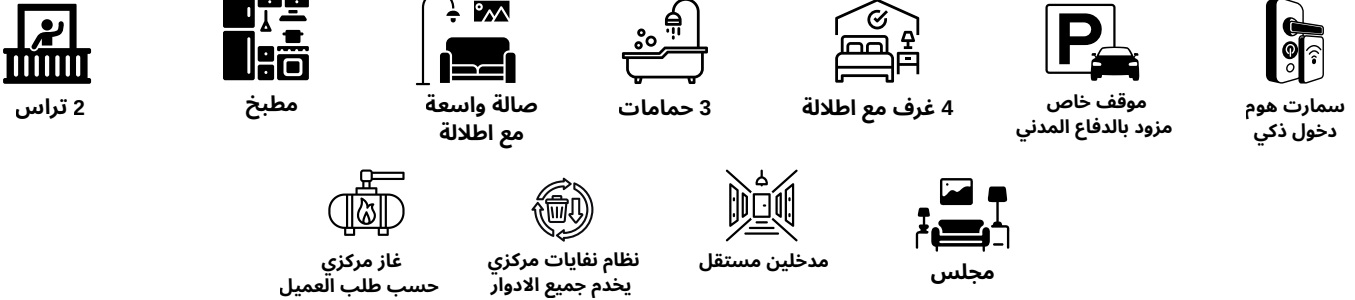 سمارت هوم
دخول ذكي
موقف خاص
مزود بالدفاع المدني
4 غرف مع اطلالة
3 حمامات
صالة واسعة
مع اطلالة
مطبخ
2 تراس
مجلس
مدخلين مستقل
نظام نفايات مركزي
يخدم جميع الادوار
غاز مركزي
حسب طلب العميل